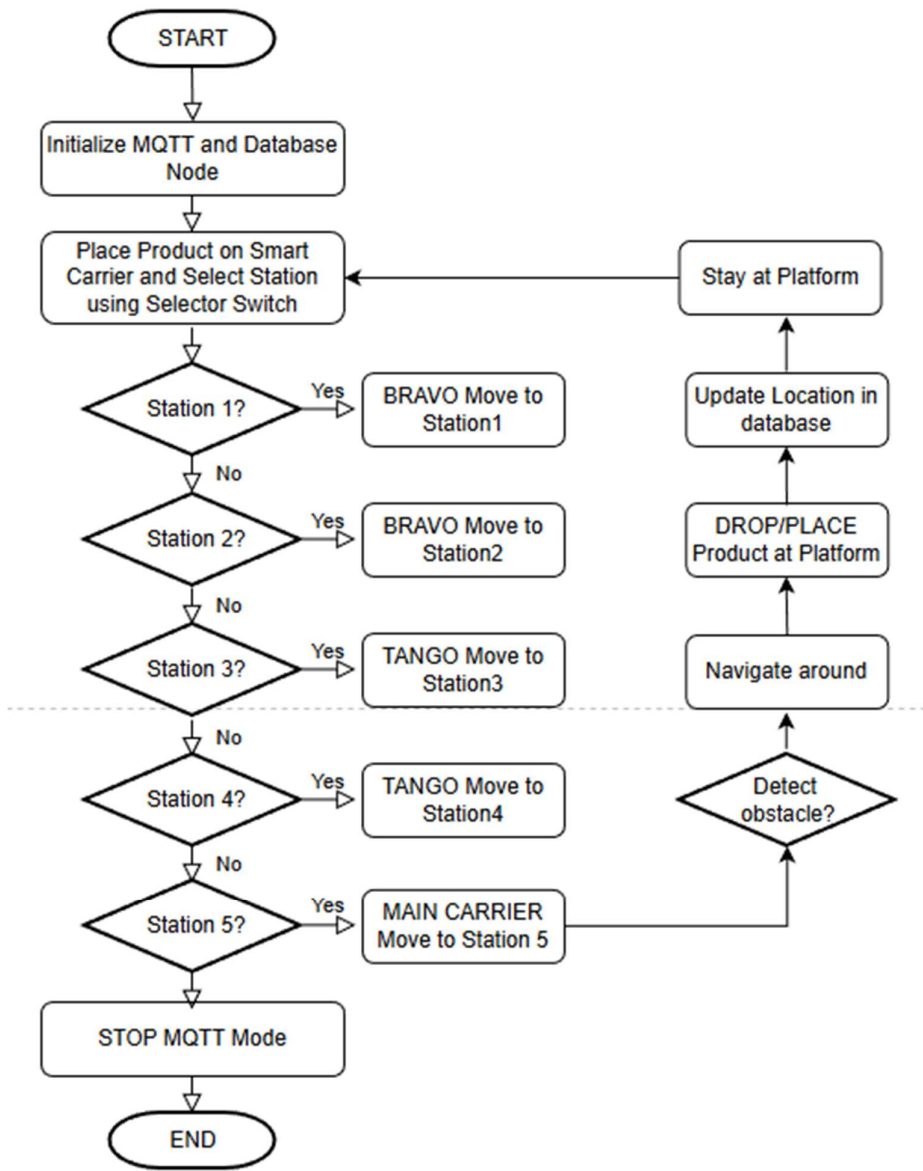 START
Initialize MQTT and Database
Node
Place Product on Smart
Carrier and Select Station
using Selector Switch
Station 1?
Yes
BRAVO Move to
Station1
No
Station 2?
Yes
BRAVO Move to
Station2
No
Station 3?
Yes
TANGO Move to
Station3
No
Station 4?
Yes
TANGO Move to
Station4
No
Station 5?
Yes
MAIN CARRIER
Move to Station 5
STOP MQTT Mode
END
Detect
obstacle?
Navigate around
DROP/PLACE
Product at Platform
Update Location in
database
Stay at Platform